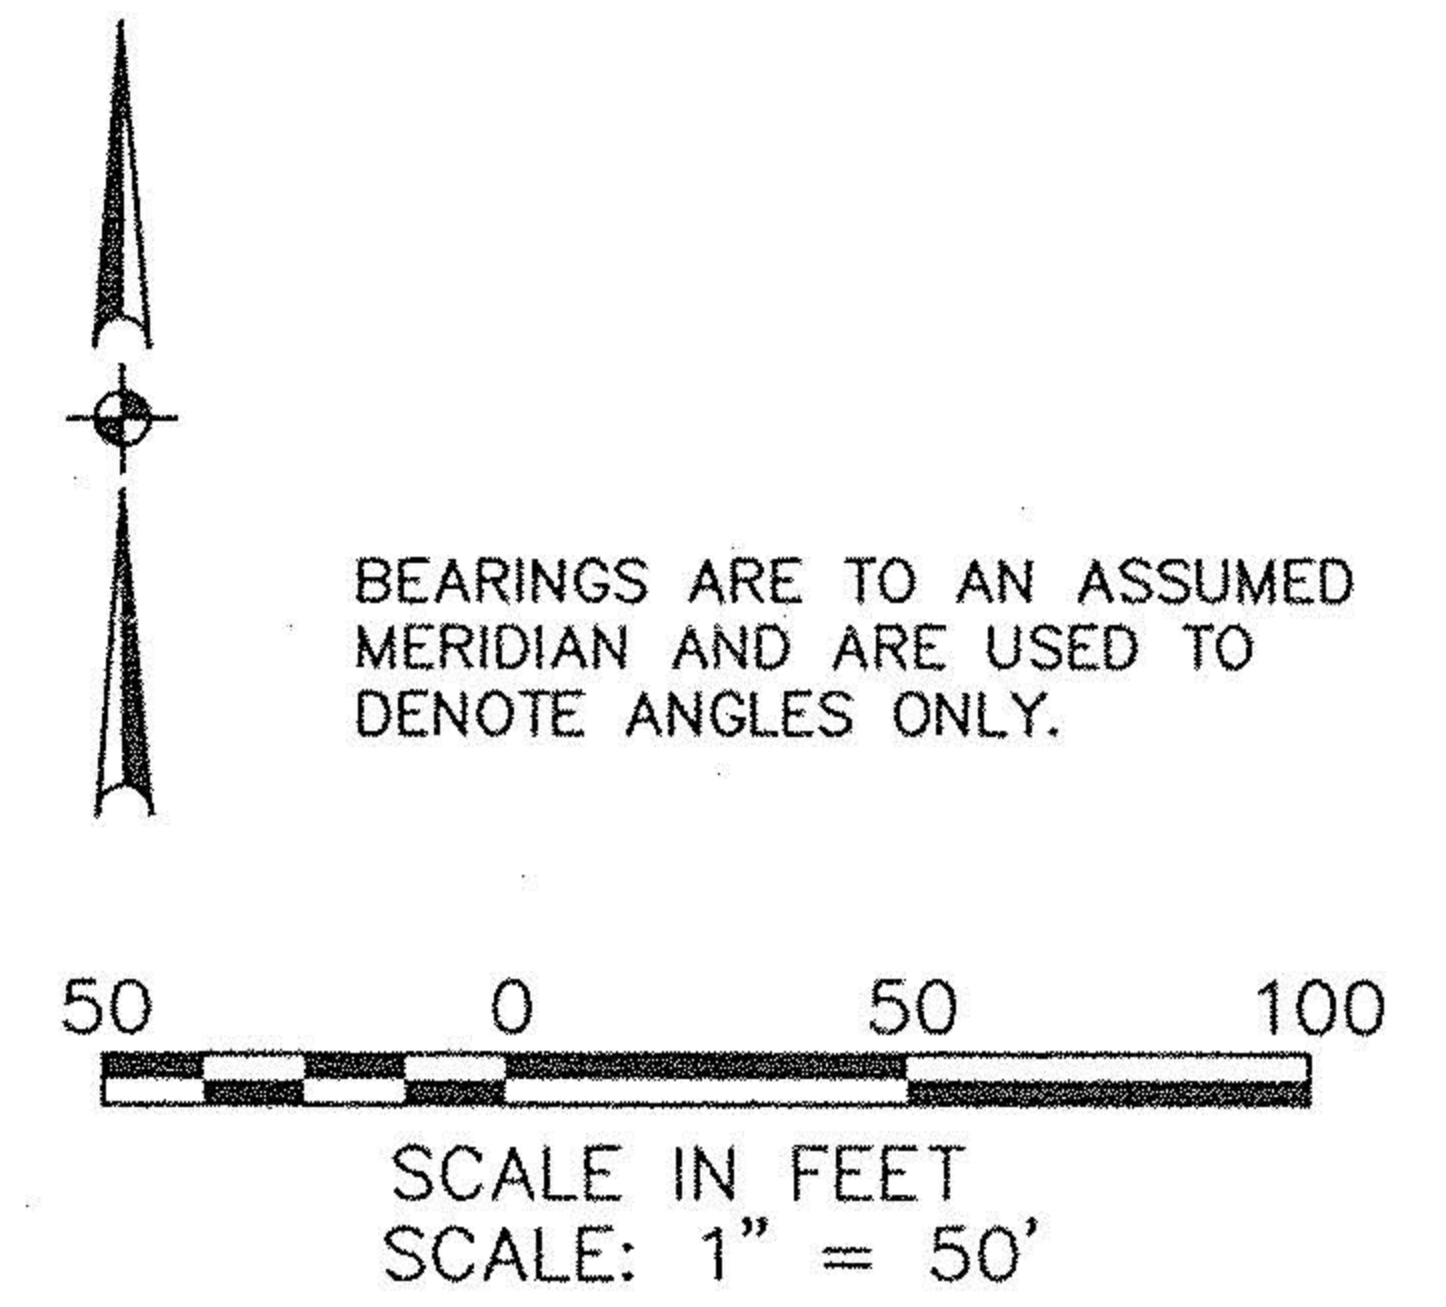 BEARINGS ARE TO AN ASSUMED
MERIDIAN AND ARE USED TO
DENOTE ANGLES ONLY.
50 0 50 100
SCALE IN FEET
SCALE: 1" = 50'